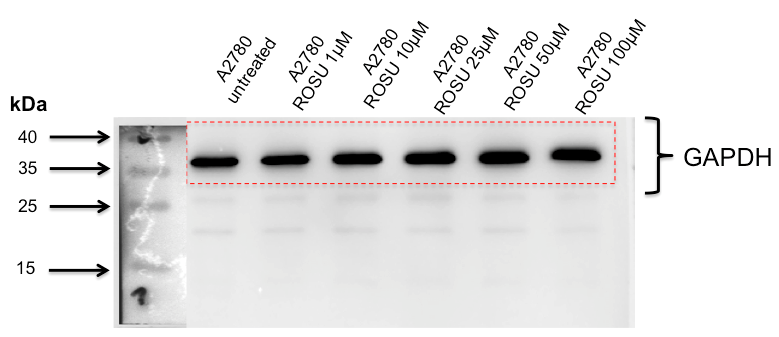 A2780
untreated
A2780
ROSU 1µM
A2780
ROSU 10µM
A2780
ROSU 25µM
A2780
ROSU 50µM
A2780
ROSU 100µM
kDa
40
35
25
15
GAPDH